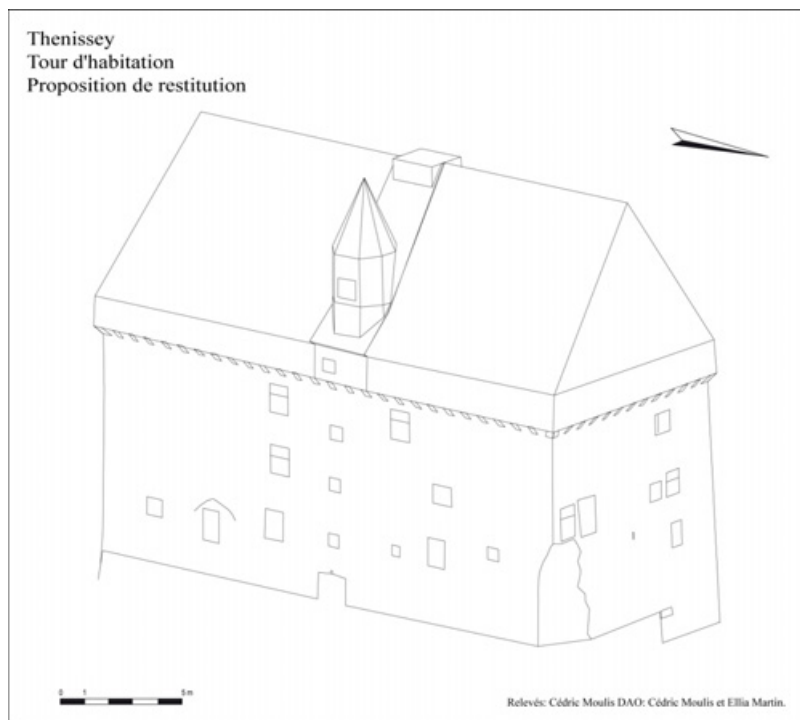 Thenissey
Tour d'habitation
Proposition de restitution
0 1 5 m
Relevés: Cédric Moulis DAO: Cédric Moulis et Ellia Martin.